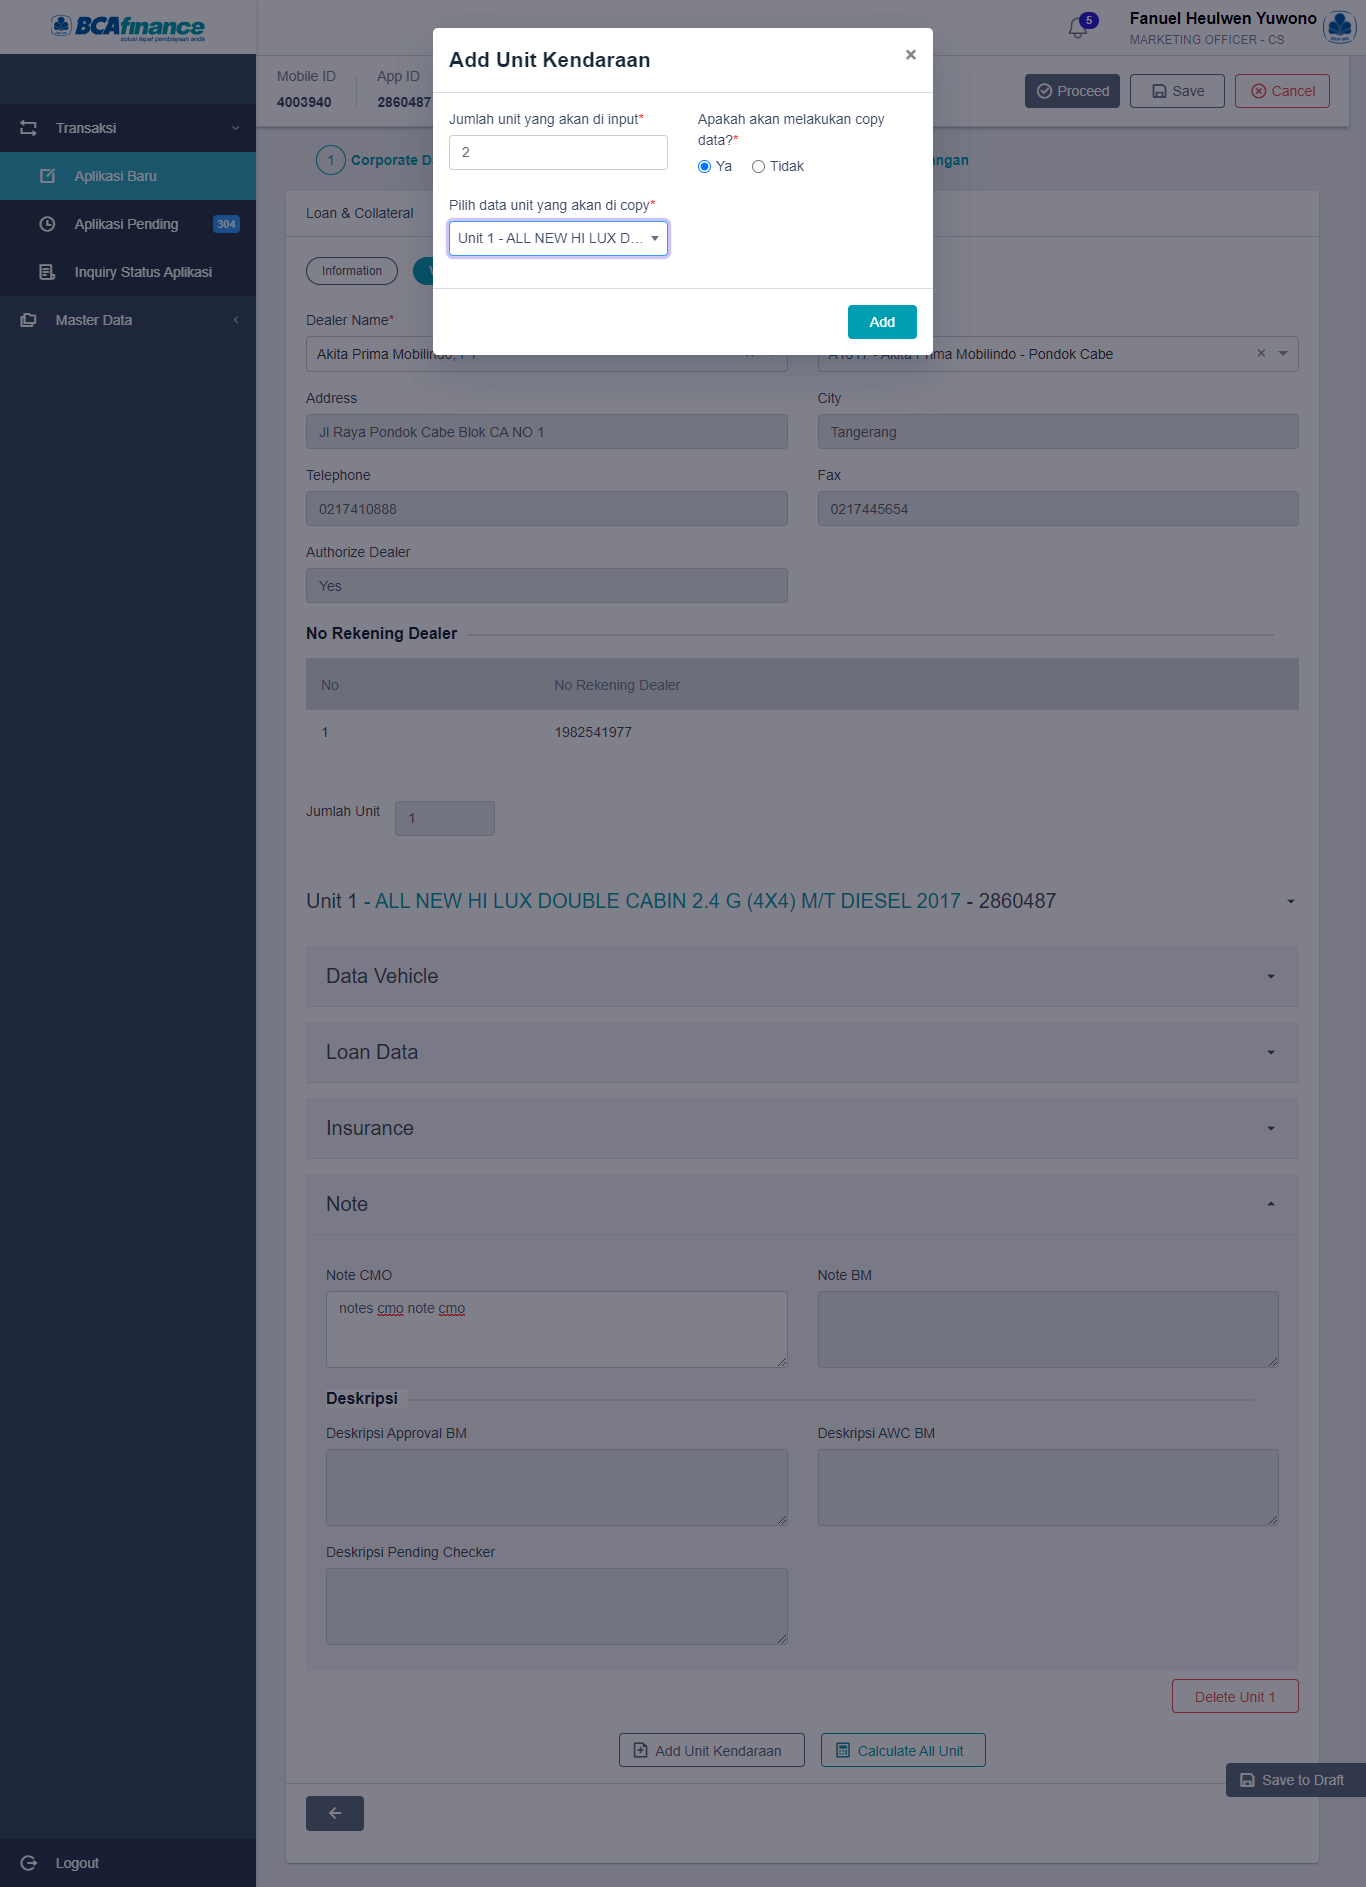 BCAfinance
solusi tepat pembiayaan anda
5
Fanuel Heulwen Yuwono
MARKETING OFFICER - CS
Mobile ID
4003940
App ID
2860487
Proceed
Save
Cancel
Transaksi
Aplikasi Baru
Aplikasi Pending
304
Inquiry Status Aplikasi
Master Data
Logout
Add Unit Kendaraan
×
Jumlah unit yang akan di input*
2
Apakah akan melakukan copy
data?*
Ya
Tidak
Pilih data unit yang akan di copy*
Unit 1 - ALL NEW HI LUX D...
Add
1
Corporate D
angan
Loan & Collateral
Information
Dealer Name*
Akita Prima Mobilindo, PT
A1617 - Akita Prima Mobilindo - Pondok Cabe
×
Address
Jl Raya Pondok Cabe Blok CA NO 1
City
Tangerang
Telephone
0217410888
Fax
0217445654
Authorize Dealer
Yes
No Rekening Dealer
No
No Rekening Dealer
1
1982541977
Jumlah Unit
1
Unit 1 - ALL NEW HI LUX DOUBLE CABIN 2.4 G (4X4) M/T DIESEL 2017 - 2860487
Data Vehicle
Loan Data
Insurance
Note
Note CMO
notes cmo note cmo
Note BM
Deskripsi
Deskripsi Approval BM
Deskripsi AWC BM
Deskripsi Pending Checker
Delete Unit 1
Add Unit Kendaraan
Calculate All Unit
Save to Draft